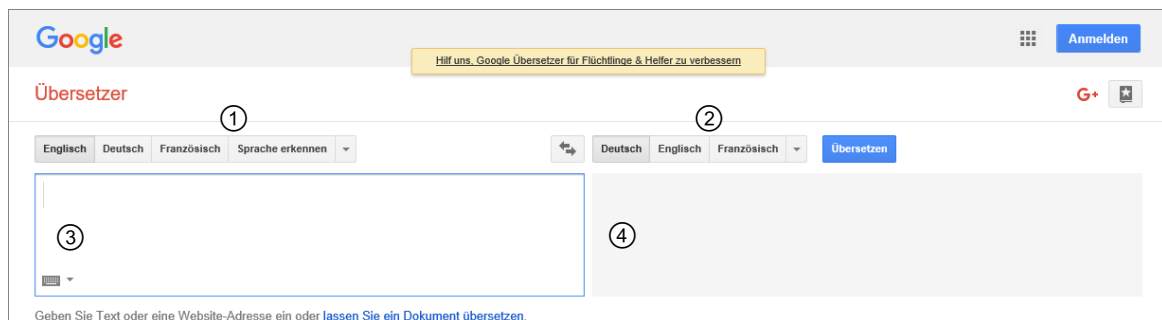 Google
Anmelden
Hilf uns, Google Übersetzer für Flüchtlinge & Helfer zu verbessern
Übersetzer
G+
1
2
Englisch Deutsch Französisch Sprache erkennen
Deutsch Englisch Französisch
Übersetzen
3
4
Geben Sie Text oder eine Website-Adresse ein oder lassen Sie ein Dokument übersetzen.